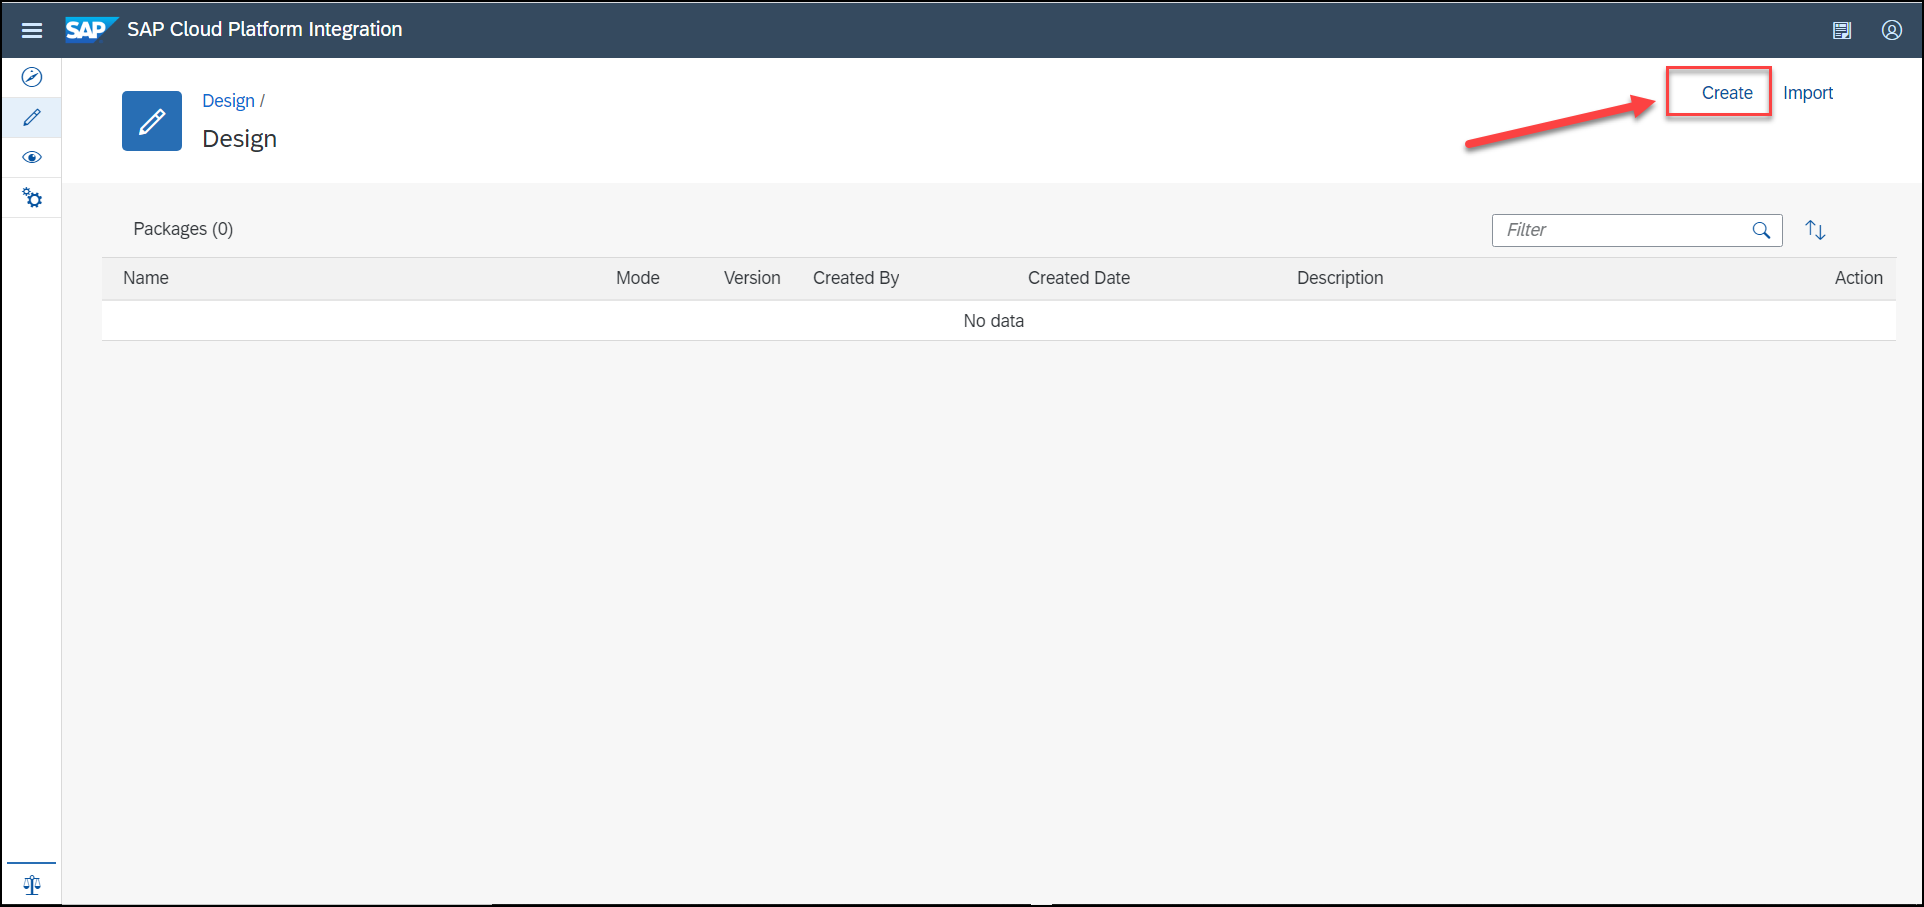 SAP SAP Cloud Platform Integration
Create Import
Design /
Design
Packages (0)
Filter
Name Mode Version Created By Created Date Description Action
No data